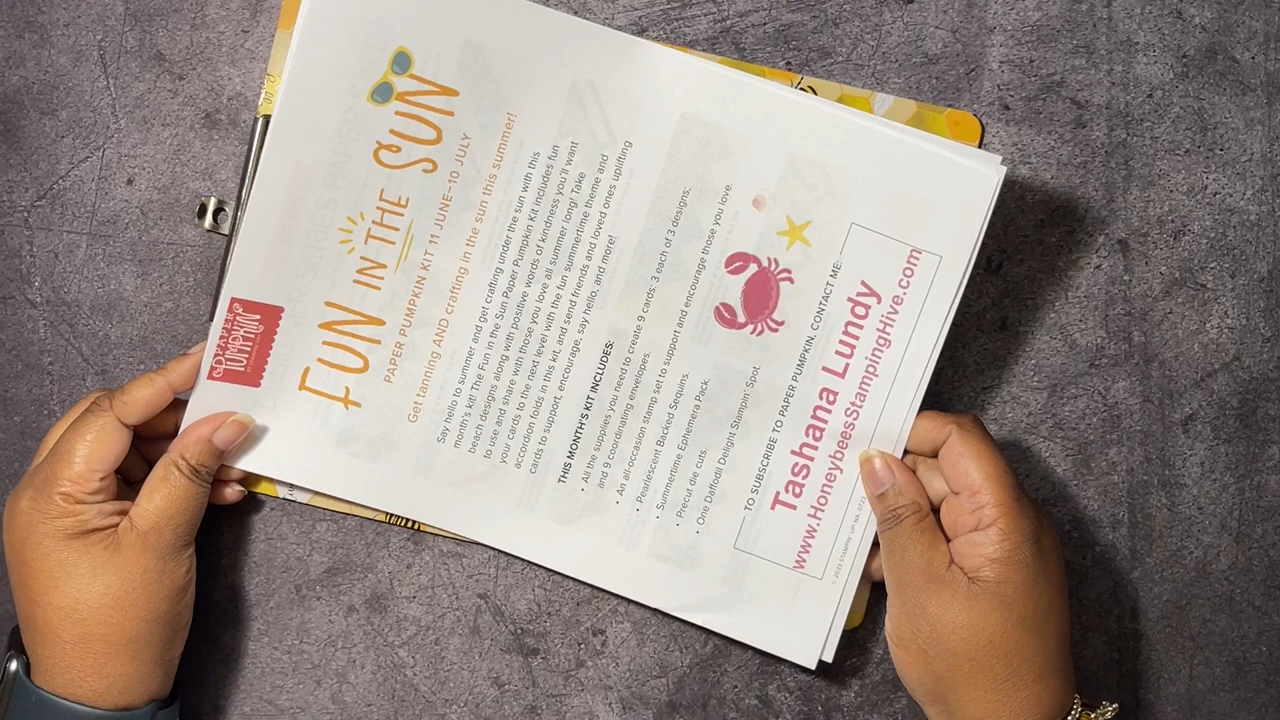 PAPER
PUMPKIN
BY STAMPIN' UP!
FUN IN THE SUN
PAPER PUMPKIN KIT 11 JUNE–10 JULY
Get tanning AND crafting in the sun this summer!
Say hello to summer and get crafting under the sun with this
month's kit! The Fun in the Sun Paper Pumpkin Kit includes fun
beach designs along with positive words of kindness you'll want
to use and share with those you love all summer long! Take
your cards to the next level with the fun summertime theme and
accordion folds in this kit, and send friends and loved ones uplifting
cards to support, encourage, say hello, and more!
THIS MONTH'S KIT INCLUDES:
• All the supplies you need to create 9 cards: 3 each of 3 designs;
and 9 coordinating envelopes.
• An all-occasion stamp set to support and encourage those you love.
• Pearlescent Backed Sequins.
• Summertime Ephemera Pack.
• Precut die cuts.
• One Daffodil Delight Stampin' Spot.
TO SUBSCRIBE TO PAPER PUMPKIN, CONTACT ME:
Tashana Lundy
www.HoneybeesStampingHive.com
© 2023 STAMPIN' UP! NA. 0723